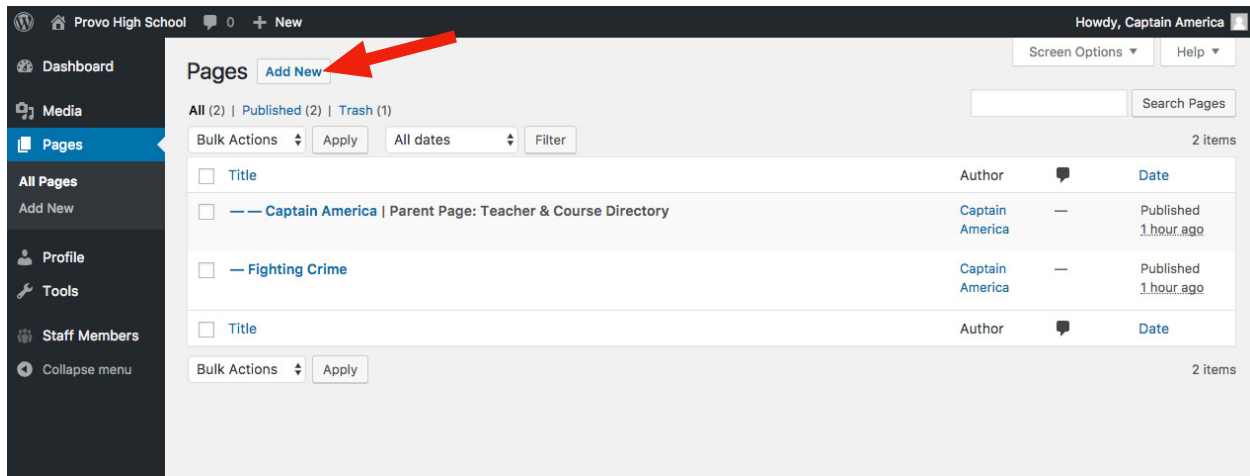 Provo High School 0 + New Howdy, Captain America
Screen Options ▼ Help ▼
Dashboard
Media
Pages
All Pages
Add New
Profile
Tools
Staff Members
Collapse menu
Pages Add New
All (2) | Published (2) | Trash (1)
Search Pages
Bulk Actions Apply All dates Filter 2 items
Title Author Date
— — Captain America | Parent Page: Teacher & Course Directory Captain America — Published 1 hour ago
— Fighting Crime Captain America — Published 1 hour ago
Title Author Date
Bulk Actions Apply 2 items